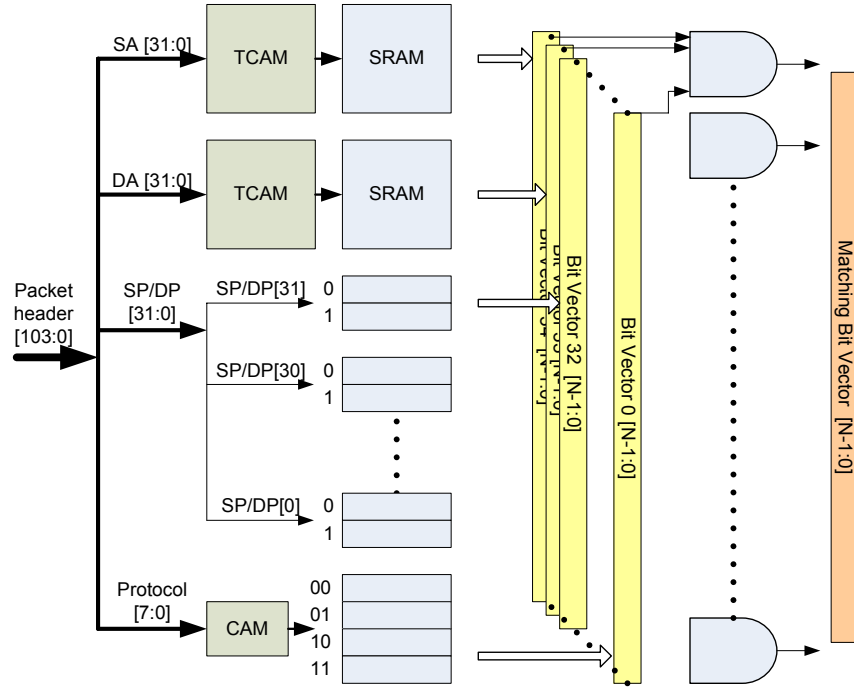 SA [31:0]
TCAM
SRAM
DA [31:0]
TCAM
SRAM
Packet
header
[103:0]
SP/DP
[31:0]
SP/DP[31]
0
1
SP/DP[30]
0
1
SP/DP[0]
0
1
Protocol
[7:0]
CAM
00
01
10
11
Bit Vector 32 [N-1:0]
Bit Vector 0 [N-1:0]
Matching Bit Vector [N-1:0]